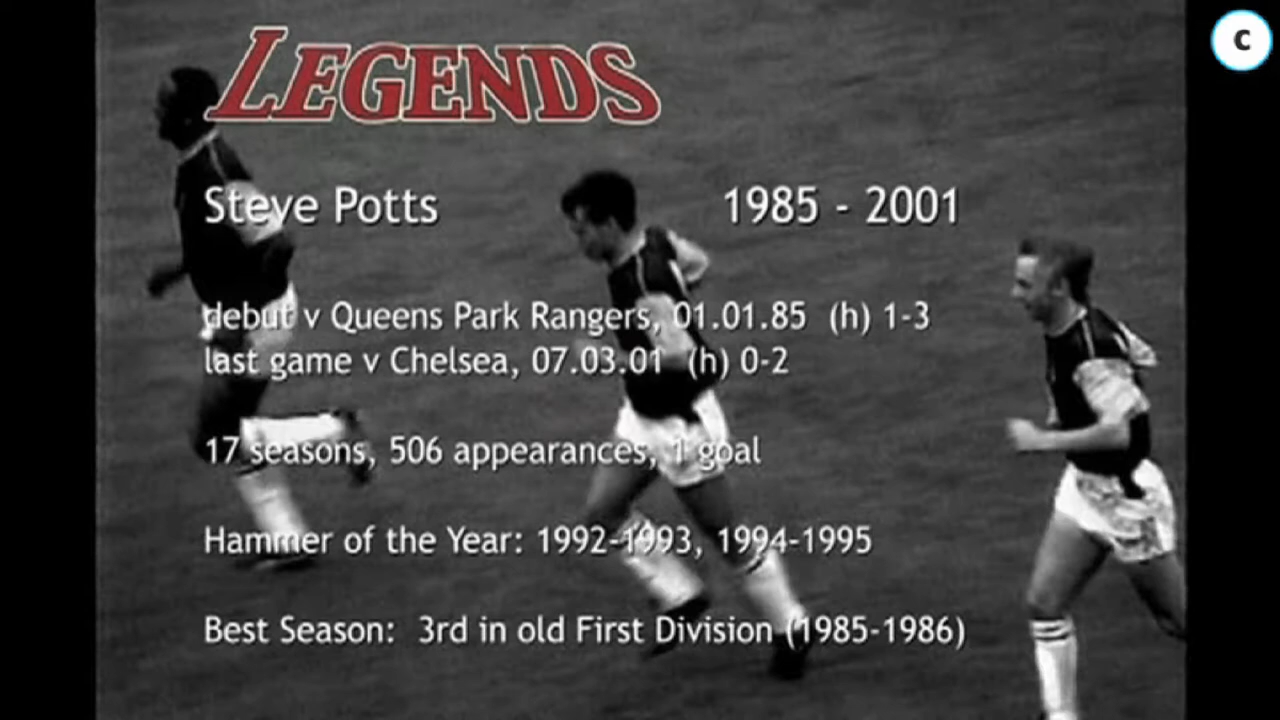 LEGENDS
Steve Potts 1985 - 2001
debut v Queens Park Rangers, 01.01.85 (h) 1-3
last game v Chelsea, 07.03.01 (h) 0-2
17 seasons, 506 appearances, 1 goal
Hammer of the Year: 1992-1993, 1994-1995
Best Season: 3rd in old First Division (1985-1986)
C